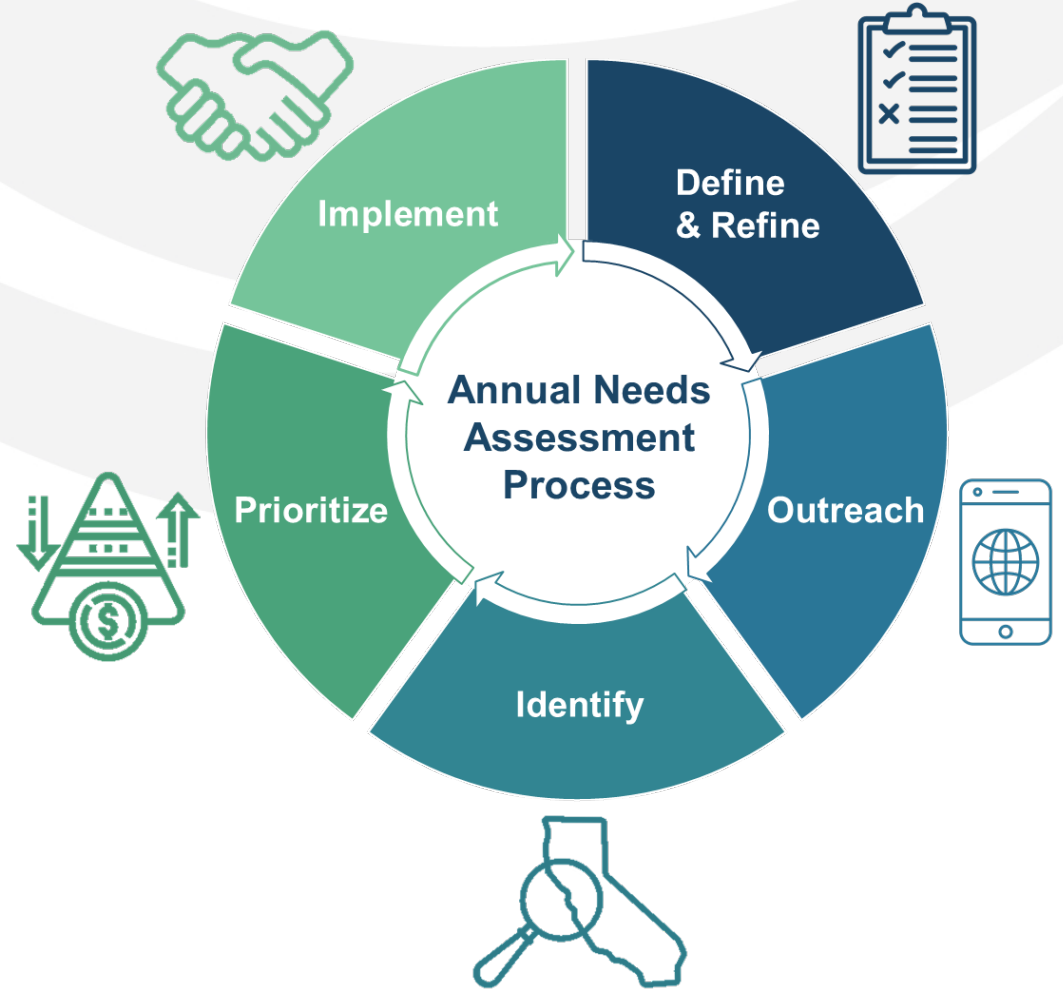 Implement
Define
& Refine
Annual Needs
Assessment
Process
Prioritize
Outreach
Identify
$